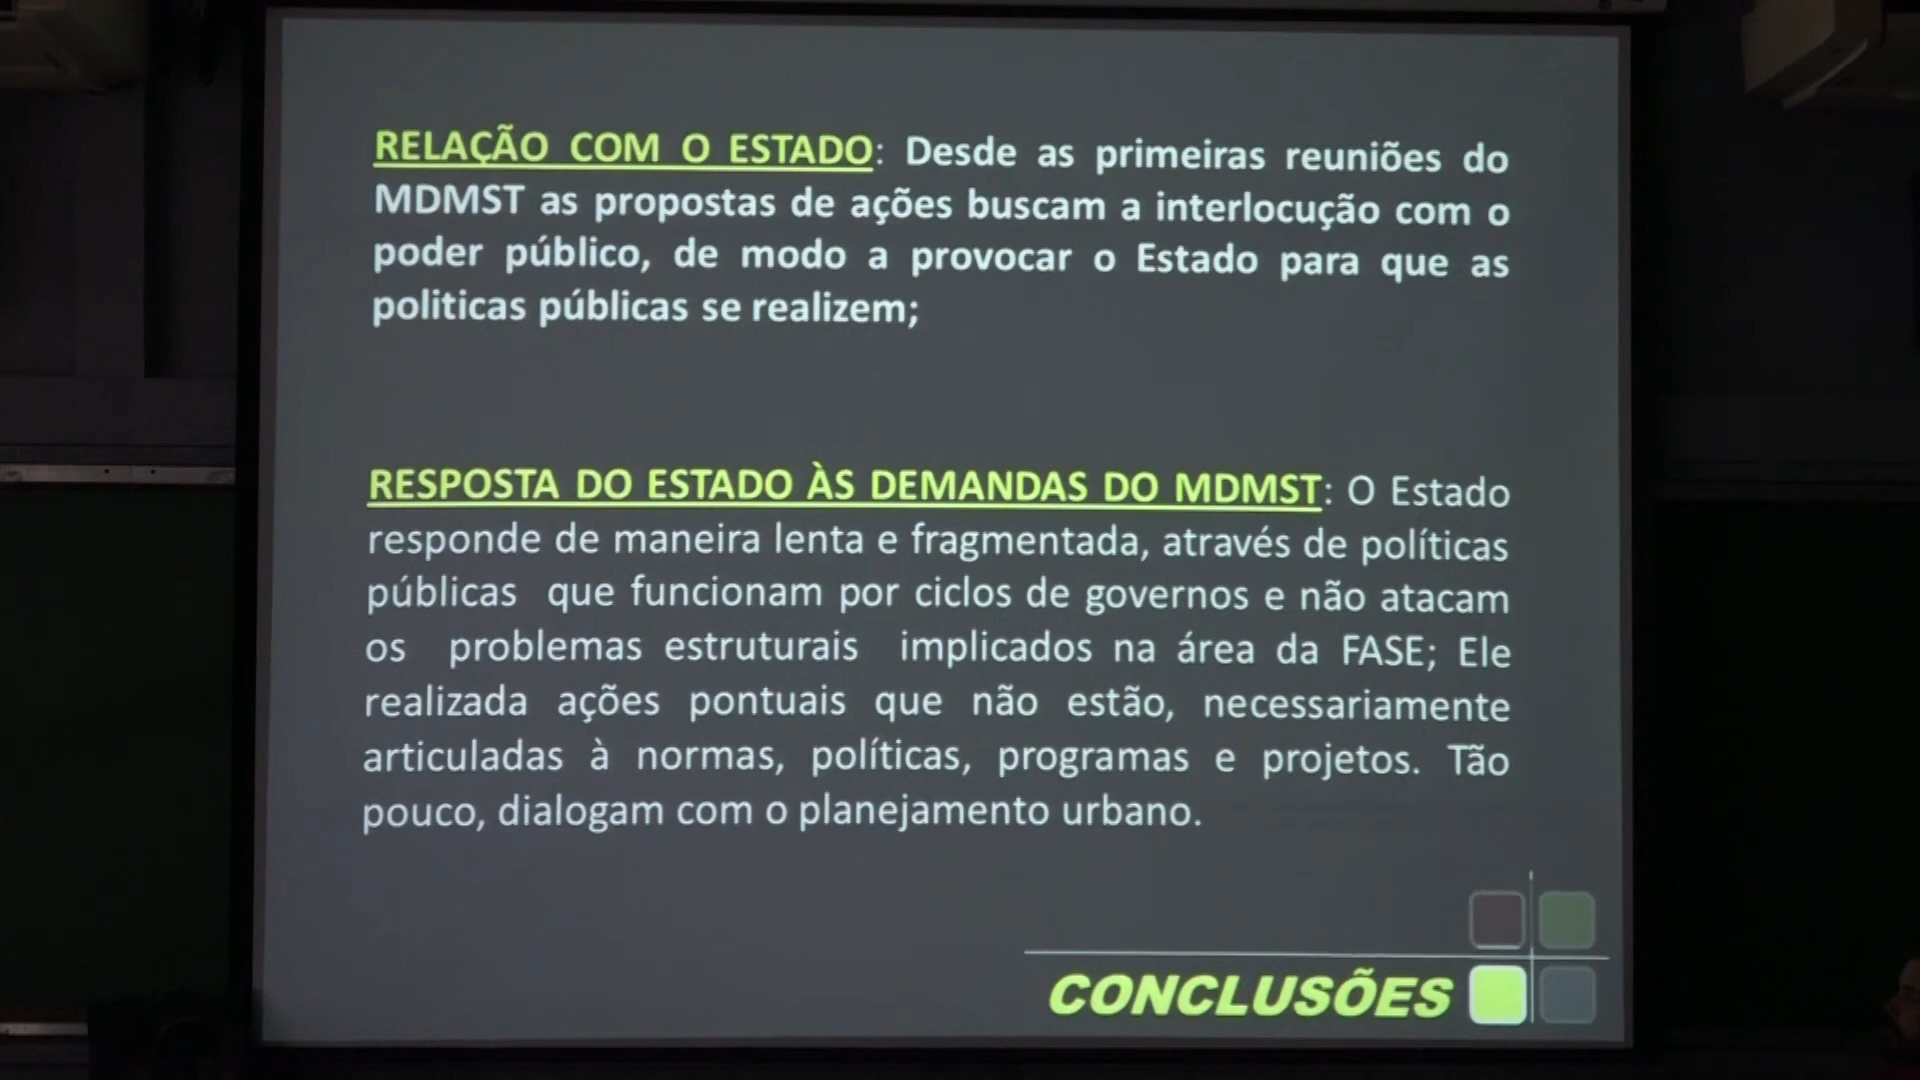 RELAÇÃO COM O ESTADO: Desde as primeiras reuniões do
MDMST as propostas de ações buscam a interlocução com o
poder público, de modo a provocar o Estado para que as
politicas públicas se realizem;
RESPOSTA DO ESTADO ÀS DEMANDAS DO MDMST: O Estado
responde de maneira lenta e fragmentada, através de políticas
públicas que funcionam por ciclos de governos e não atacam
os problemas estruturais implicados na área da FASE; Ele
realizada ações pontuais que não estão, necessariamente
articuladas à normas, políticas, programas e projetos. Tão
pouco, dialogam com o planejamento urbano.
CONCLUSÕES